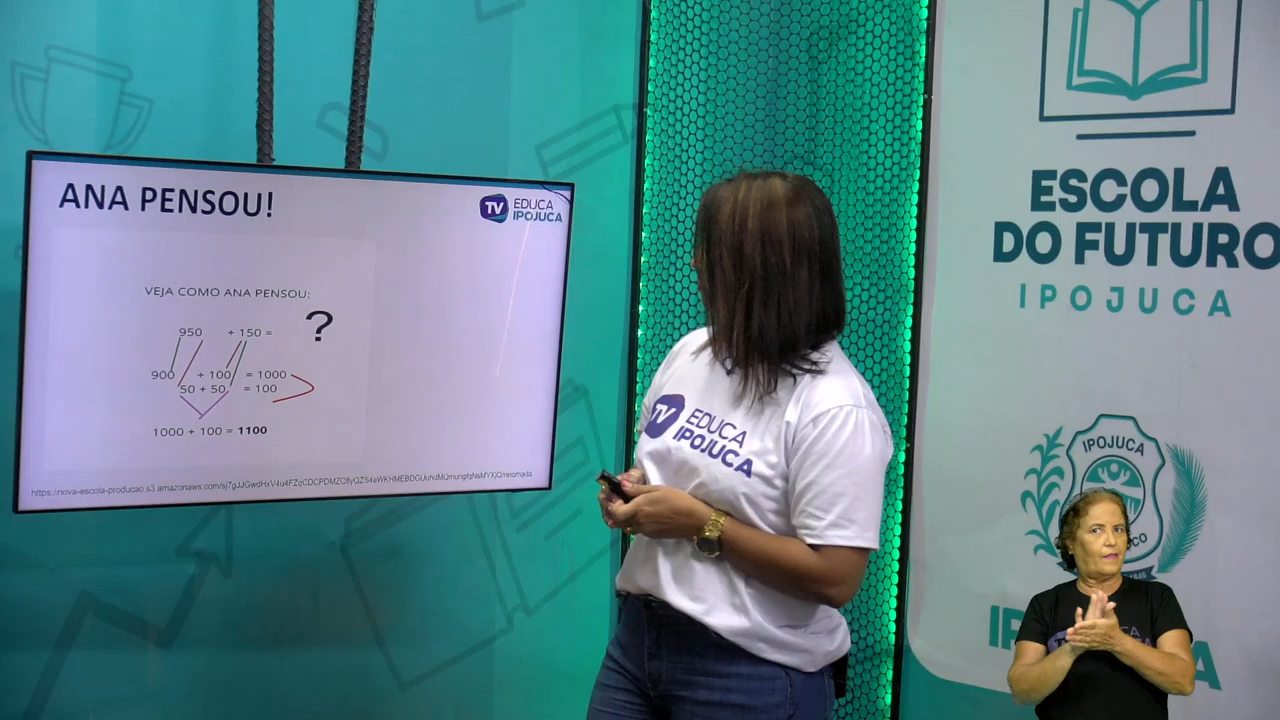 ANA PENSOU!
TV EDUCA
IPOJUCA
VEJA COMO ANA PENSOU:
950 + 150 = ?
900 + 100 = 1000
50 + 50 = 100
1000 + 100 = 1100
TV EDUCA
IPOJUCA
ESCOLA
DO FUTURO
IPOJUCA
IPOJUCA